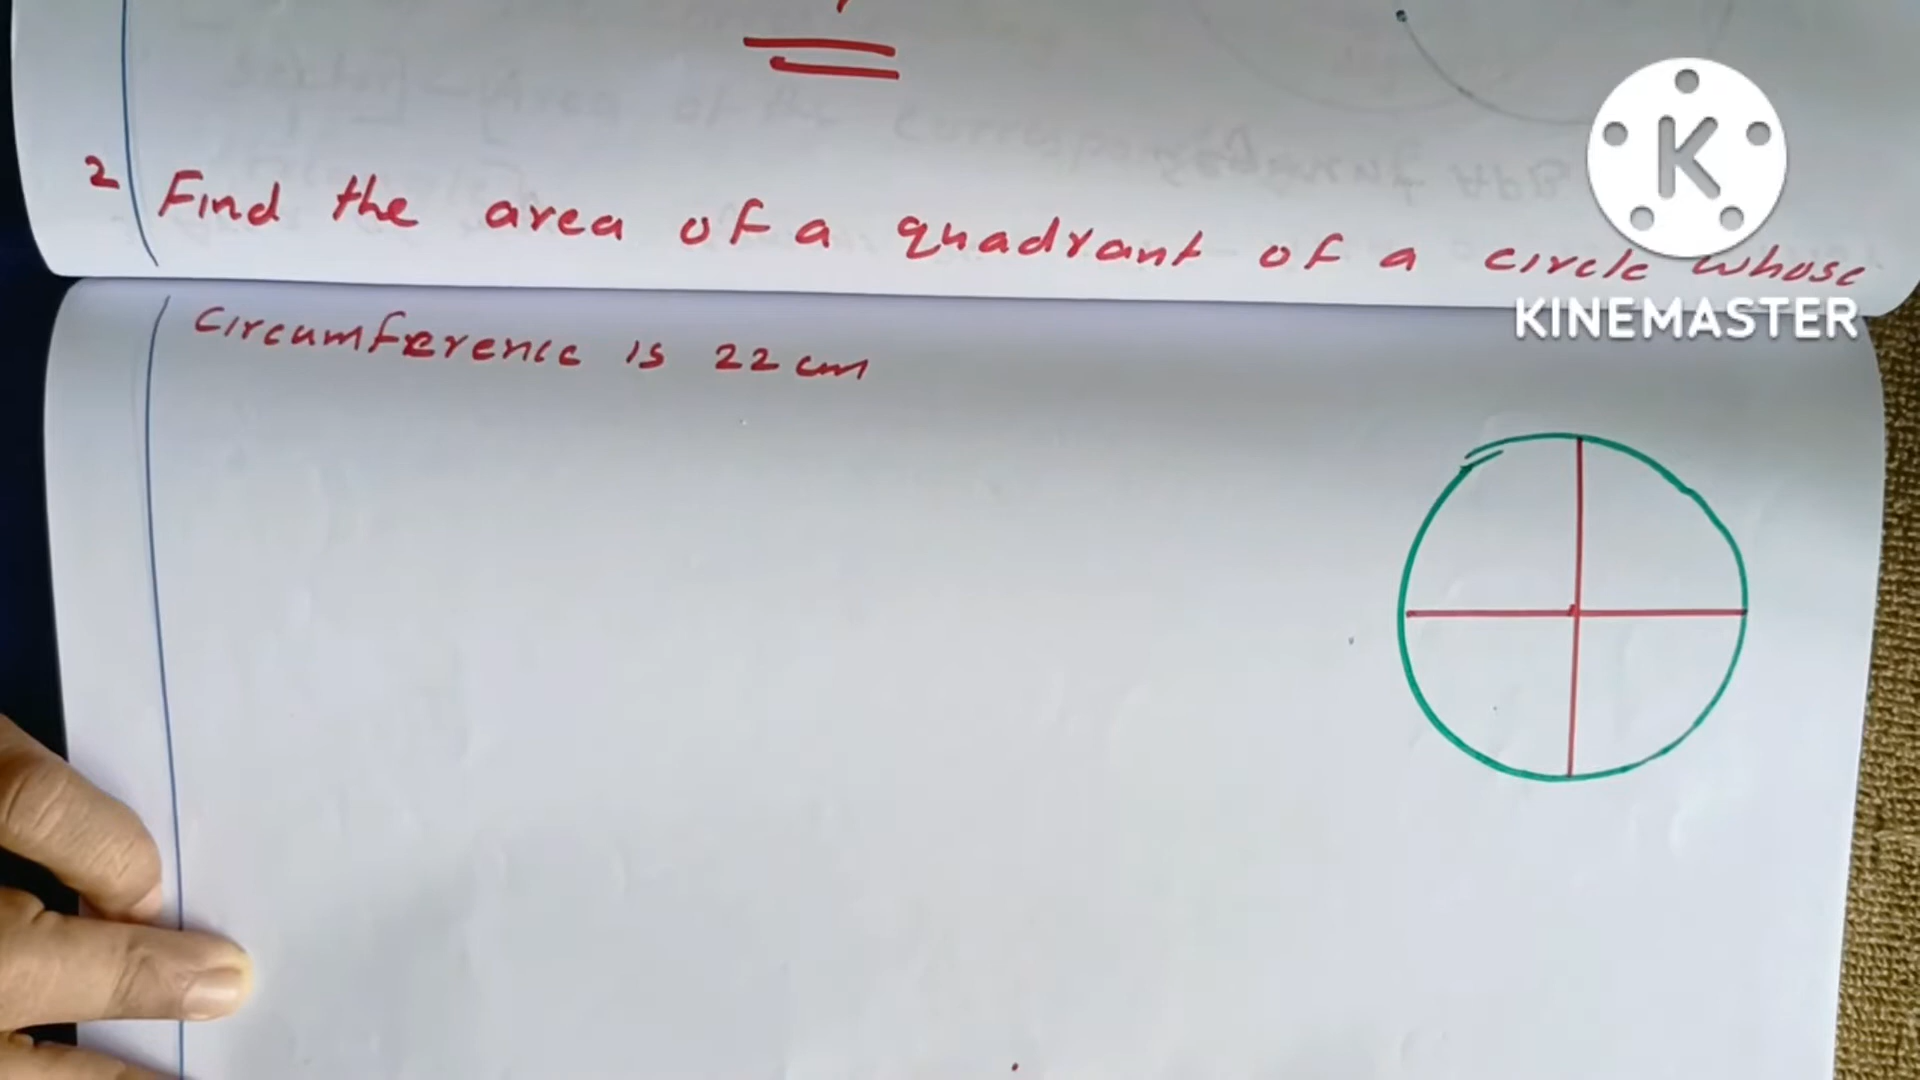 2 Find the area of a quadrant of a circle whose
circumference is 22 cm
K
KINEMASTER